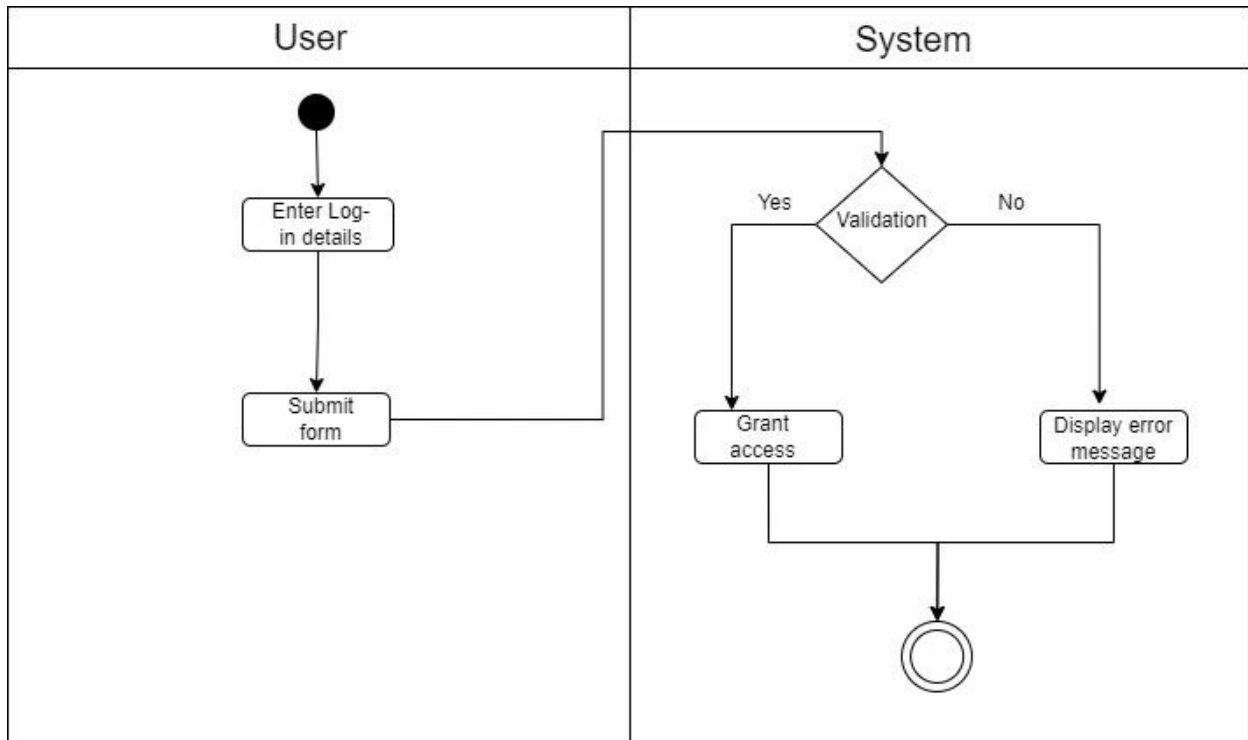 User
System
Enter Log-
in details
Submit
form
Yes
Validation
No
Grant
access
Display error
message